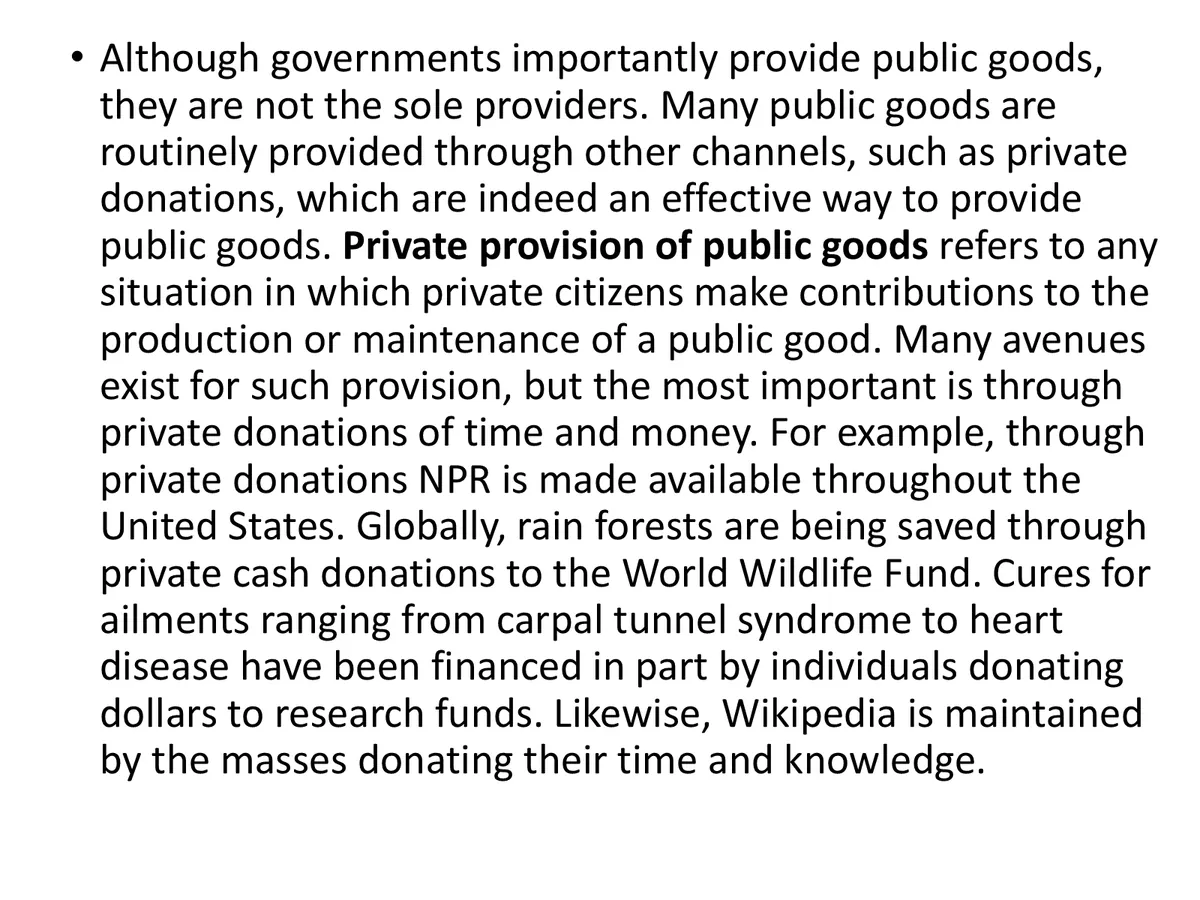 • Although governments importantly provide public goods,
they are not the sole providers. Many public goods are
routinely provided through other channels, such as private
donations, which are indeed an effective way to provide
public goods. Private provision of public goods refers to any
situation in which private citizens make contributions to the
production or maintenance of a public good. Many avenues
exist for such provision, but the most important is through
private donations of time and money. For example, through
private donations NPR is made available throughout the
United States. Globally, rain forests are being saved through
private cash donations to the World Wildlife Fund. Cures for
ailments ranging from carpal tunnel syndrome to heart
disease have been financed in part by individuals donating
dollars to research funds. Likewise, Wikipedia is maintained
by the masses donating their time and knowledge.